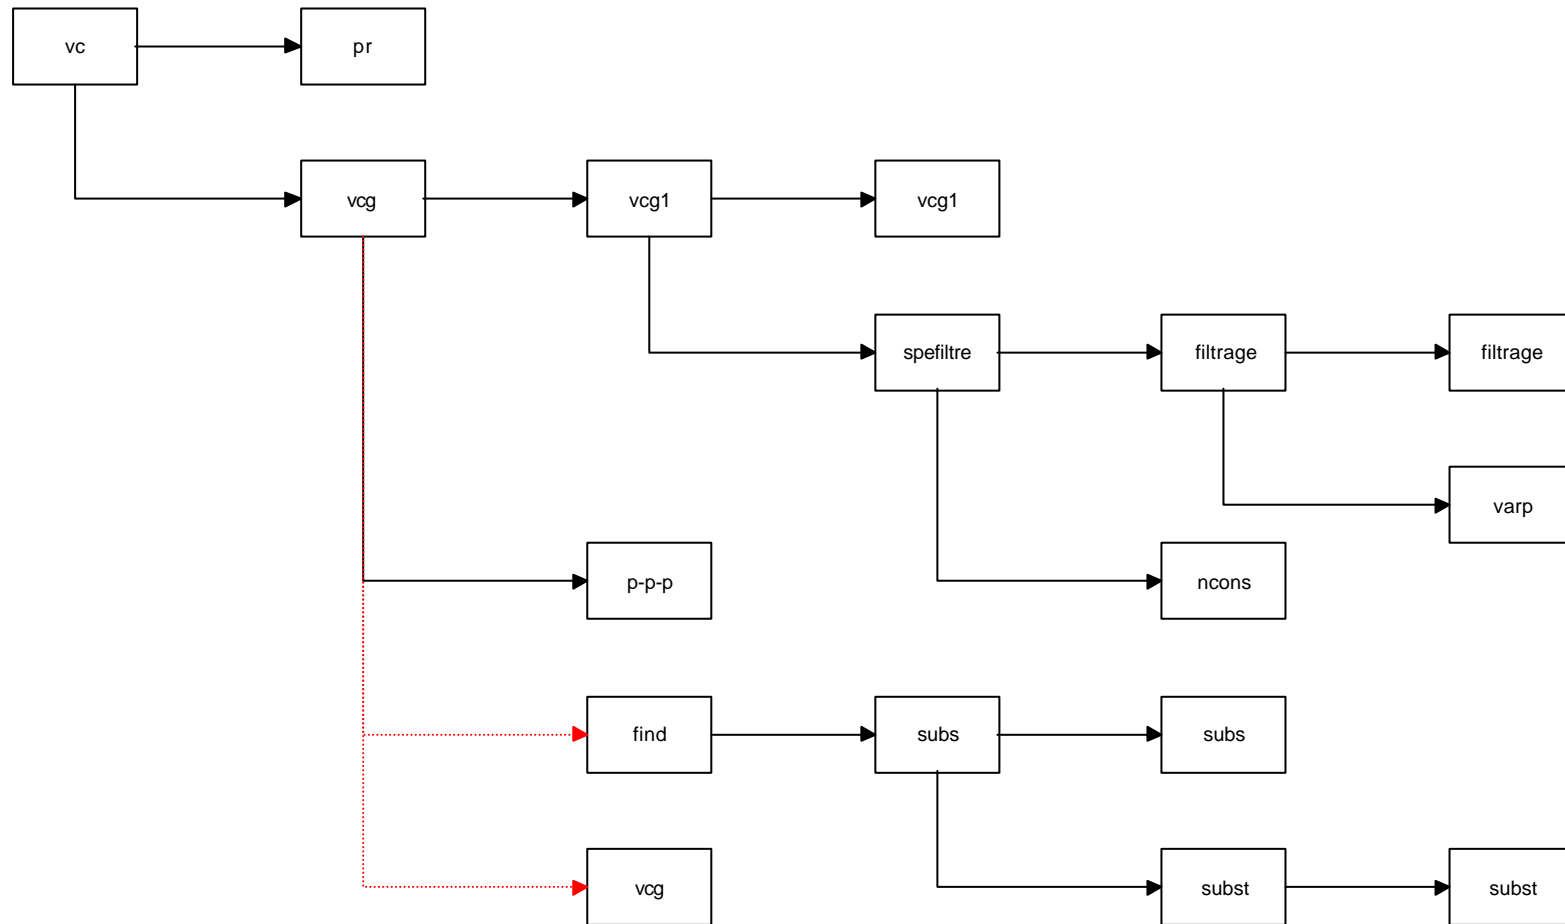 vc
pr
vcg
vcg1
vcg1
spefiltre
filtrage
filtrage
varp
p-p-p
ncons
find
subs
subs
vcg
subst
subst